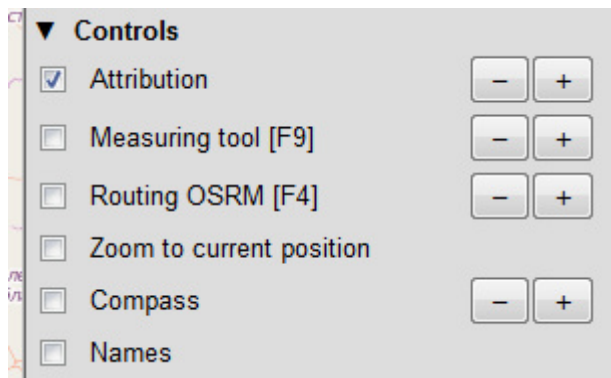 ▼ Controls
Attribution - +
Measuring tool [F9] - +
Routing OSRM [F4] - +
Zoom to current position
Compass - +
Names